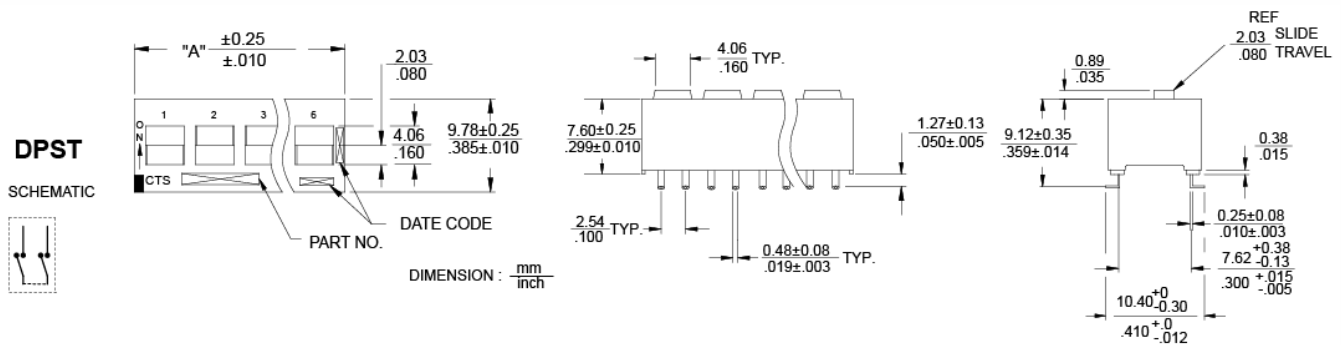 DPST
SCHEMATIC
"A" ±0.25
±.010
2.03
.080
1 2 3 6
O
N
4.06
.160
9.78±0.25
.385±.010
CTS
DATE CODE
PART NO.
DIMENSION : mm
inch
4.06
.160 TYP.
7.60±0.25
.299±0.010
1.27±0.13
.050±.005
2.54
.100 TYP.
0.48±0.08
.019±.003 TYP.
REF
2.03 SLIDE
.080 TRAVEL
0.89
.035
9.12±0.35
.359±.014
0.38
.015
0.25±0.08
.010±.003
7.62 +0.38
-0.13
.300 +.015
-.005
10.40 +0
-0.30
.410 +.0
-.012